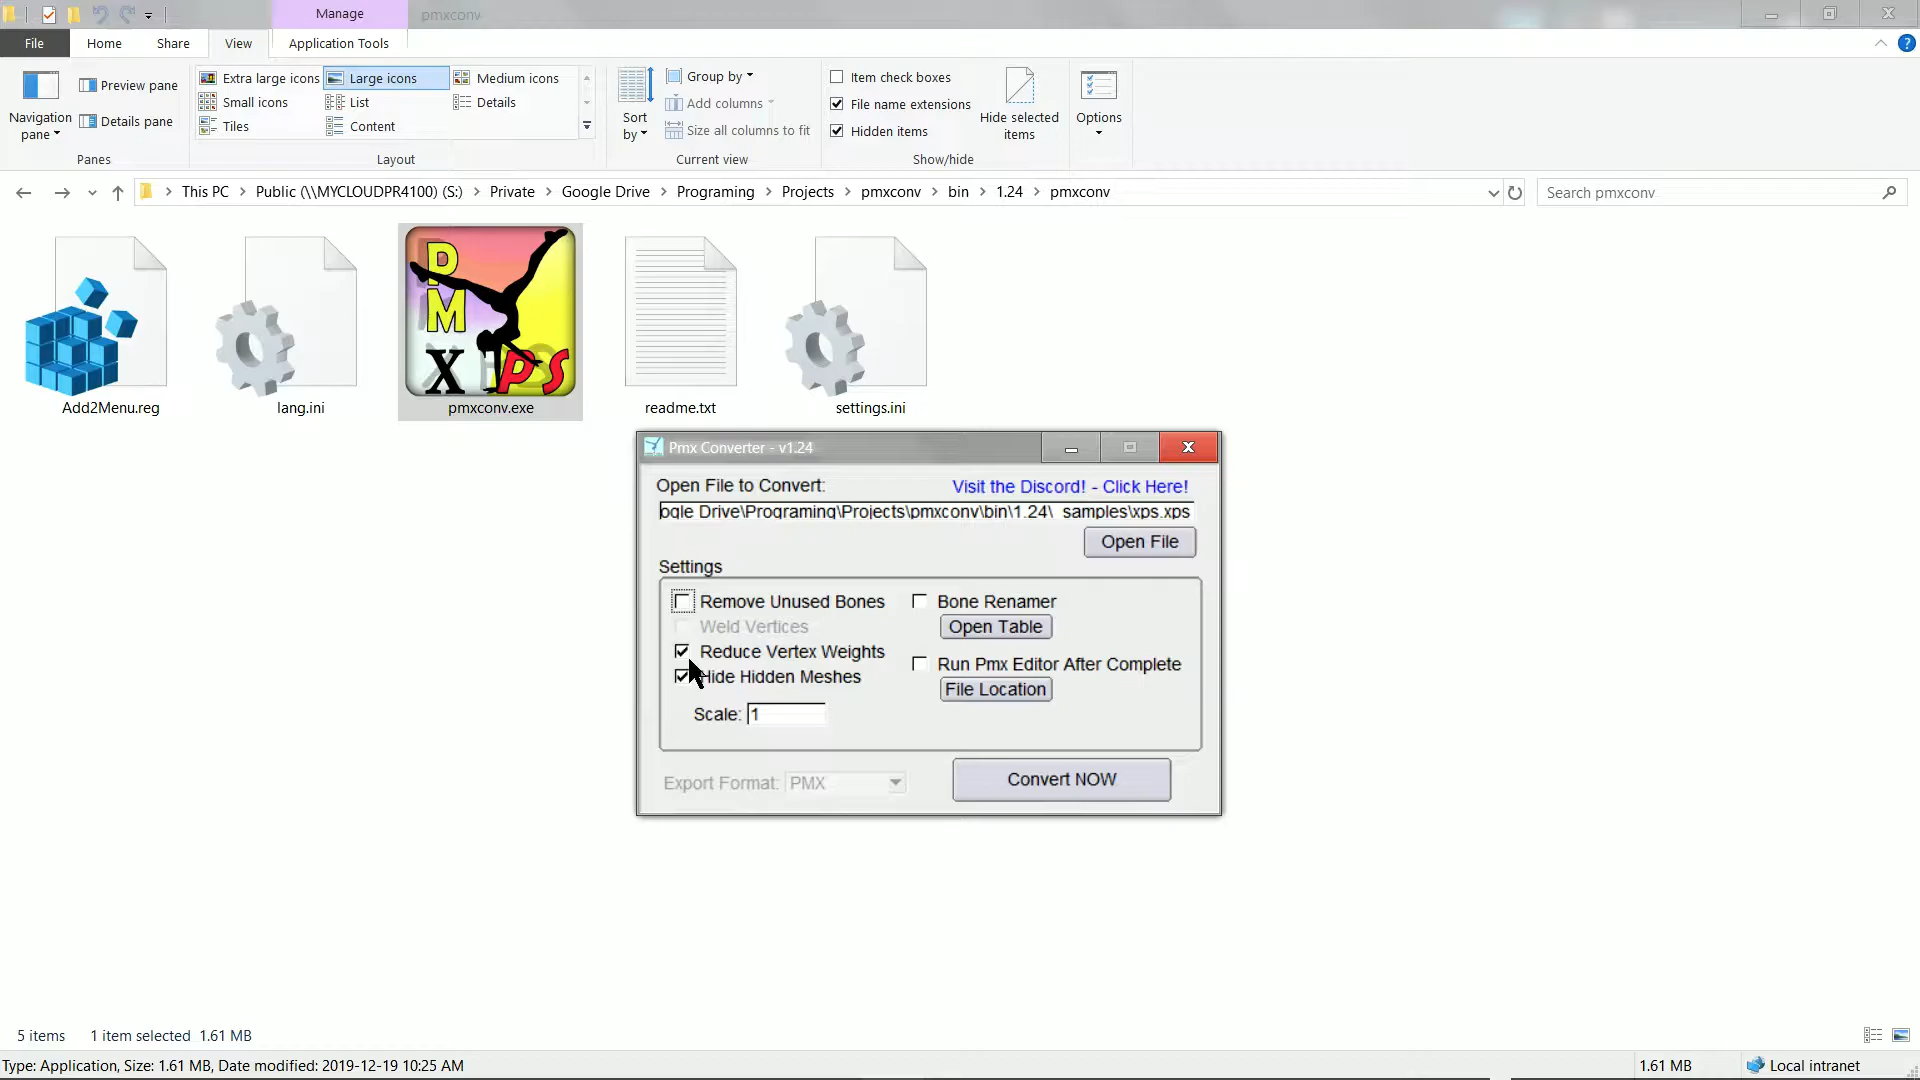 Manage
pmxconv
File
Home
Share
View
Application Tools
Navigation pane
Preview pane
Details pane
Panes
Extra large icons
Large icons
Medium icons
Small icons
List
Details
Tiles
Content
Layout
Sort by
Group by
Add columns
Size all columns to fit
Current view
Item check boxes
File name extensions
Hidden items
Hide selected items
Show/hide
Options
This PC > Public (\\MYCLOUDPR4100) (S:) > Private > Google Drive > Programing > Projects > pmxconv > bin > 1.24 > pmxconv
Search pmxconv
P
M
X PS
Add2Menu.reg
lang.ini
pmxconv.exe
readme.txt
settings.ini
Pmx Converter - v1.24
Open File to Convert:
Visit the Discord! - Click Here!
ogle Drive\Programing\Projects\pmxconv\bin\1.24\_samples\xps.xps
Open File
Settings
Remove Unused Bones
Weld Vertices
Reduce Vertex Weights
Hide Hidden Meshes
Scale: 1
Bone Renamer
Open Table
Run Pmx Editor After Complete
File Location
Export Format: PMX
Convert NOW
5 items
1 item selected 1.61 MB
Type: Application, Size: 1.61 MB, Date modified: 2019-12-19 10:25 AM
1.61 MB
Local intranet